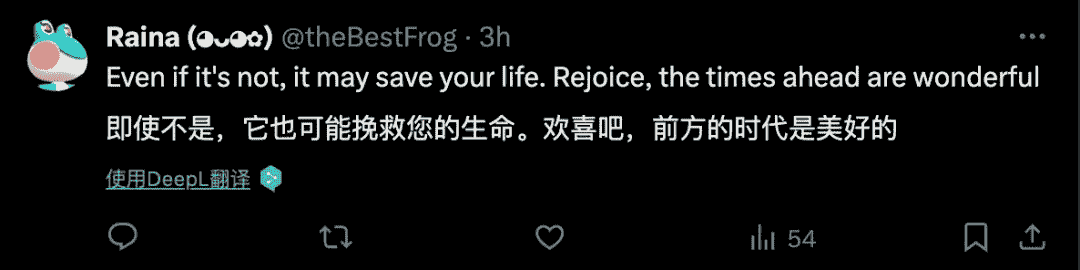 Raina (◕ᴗ◕✿) @theBestFrog · 3h
Even if it's not, it may save your life. Rejoice, the times ahead are wonderful
即使不是，它也可能挽救您的生命。欢喜吧，前方的时代是美好的
使用DeepL翻译
54